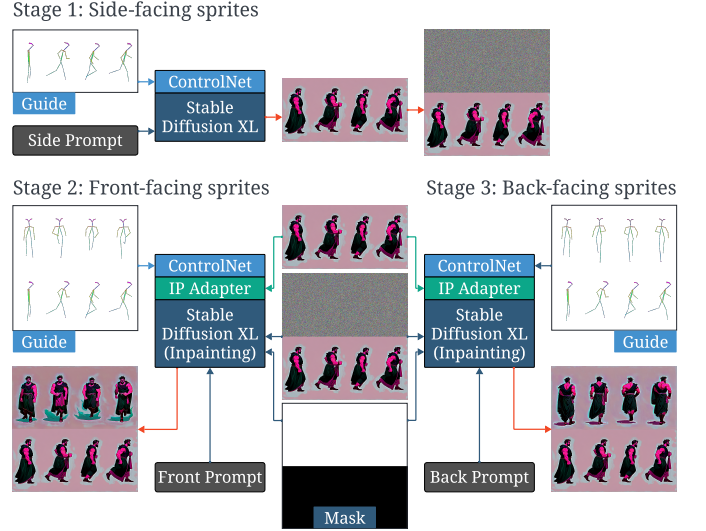 Stage 1: Side-facing sprites
Guide
Side Prompt
ControlNet
Stable
Diffusion XL
Stage 2: Front-facing sprites
Stage 3: Back-facing sprites
Guide
ControlNet
IP Adapter
Stable
Diffusion XL
(Inpainting)
Front Prompt
Mask
ControlNet
IP Adapter
Stable
Diffusion XL
(Inpainting)
Back Prompt
Guide